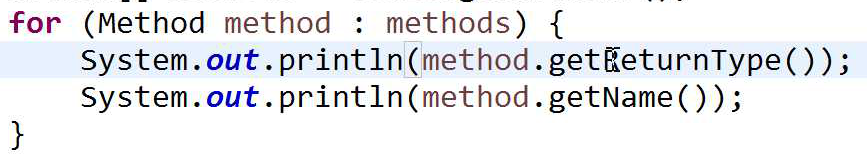 for (Method method : methods) {
System.out.println(method.getReturnType());
System.out.println(method.getName());
}